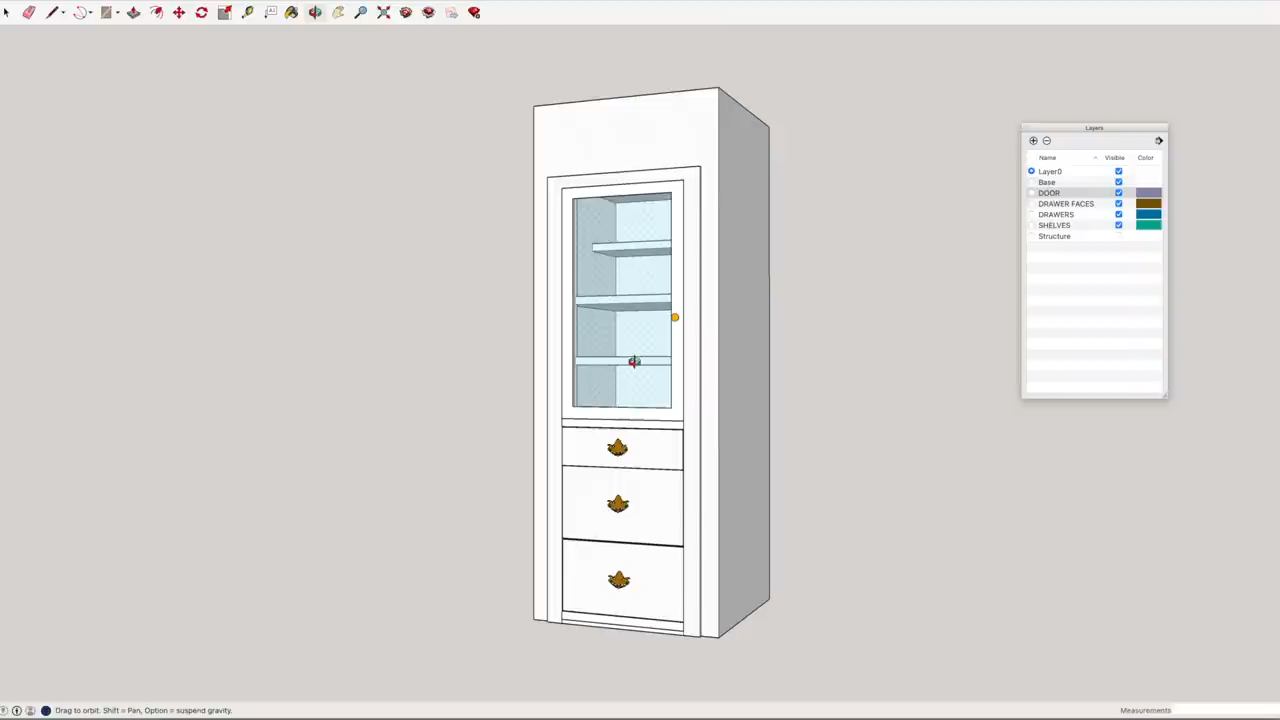 Layers
Name Visible Color
Layer0
Base
DOOR
DRAWER FACES
DRAWERS
SHELVES
Structure
Drag to orbit. Shift = Pan, Option = suspend gravity.
Measurements